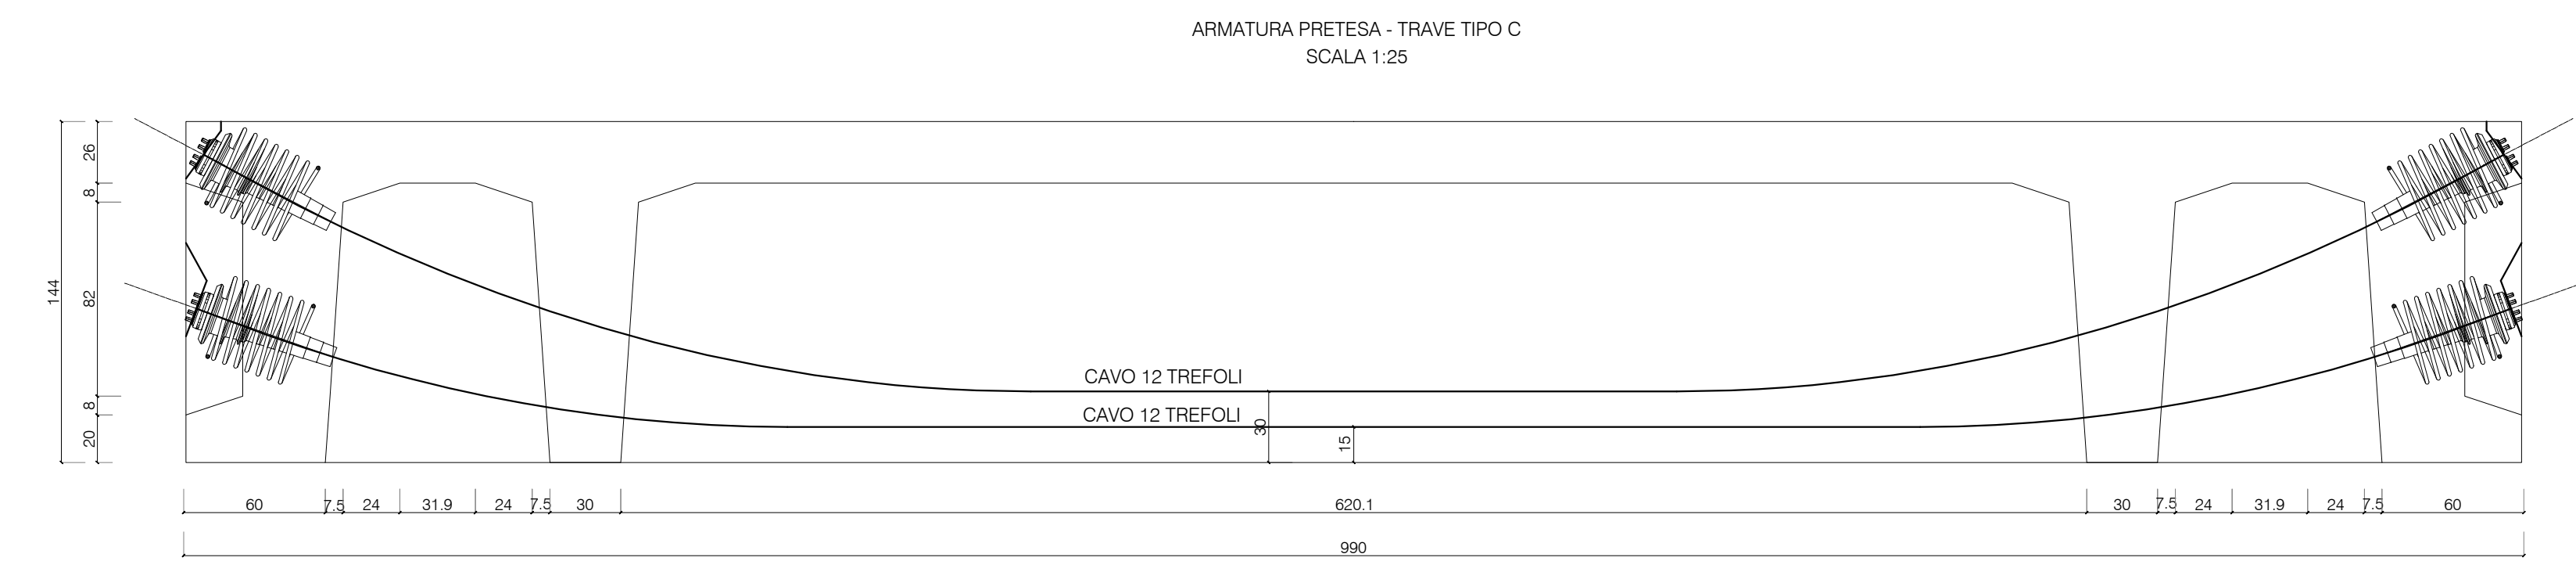 ARMATURA PRETESA - TRAVE TIPO C
SCALA 1:25
26
8
82
8
20
144
CAVO 12 TREFOLI
CAVO 12 TREFOLI
30
15
60 7.5 24 31.9 24 7.5 30 620.1 30 7.5 24 31.9 24 7.5 60
990